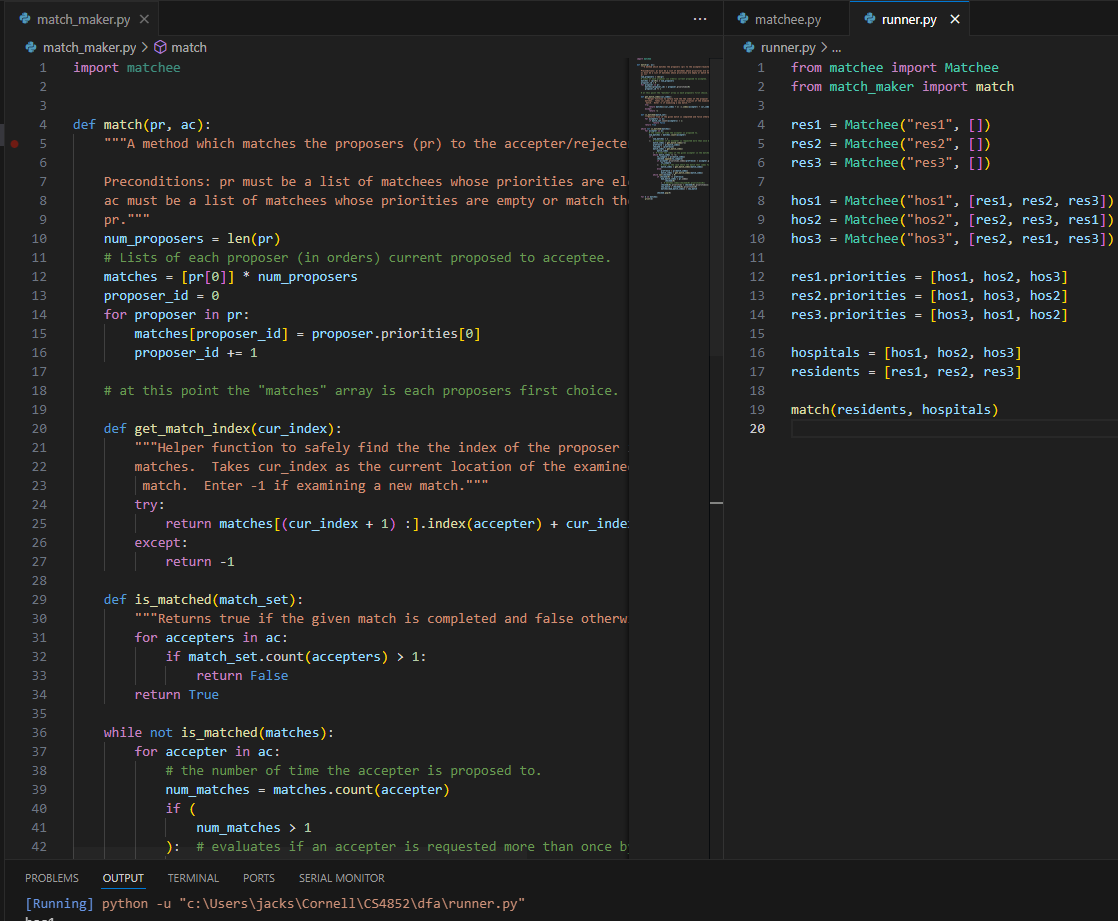 match_maker.py
match_maker.py > match
1 import matchee
2
3
4 def match(pr, ac):
5 """A method which matches the proposers (pr) to the accepter/rejecte
6
7 Preconditions: pr must be a list of matchees whose priorities are el
8 ac must be a list of matchees whose priorities are empty or match th
9 pr."""
10 num_proposers = len(pr)
11 # Lists of each proposer (in orders) current proposed to acceptee.
12 matches = [pr[0]] * num_proposers
13 proposer_id = 0
14 for proposer in pr:
15 matches[proposer_id] = proposer.priorities[0]
16 proposer_id += 1
17
18 # at this point the "matches" array is each proposers first choice.
19
20 def get_match_index(cur_index):
21 """Helper function to safely find the the index of the proposer
22 matches.  Takes cur_index as the current location of the examine
23 match.  Enter -1 if examining a new match."""
24 try:
25 return matches[(cur_index + 1) :].index(accepter) + cur_inde
26 except:
27 return -1
28
29 def is_matched(match_set):
30 """Returns true if the given match is completed and false otherw
31 for accepters in ac:
32 if match_set.count(accepters) > 1:
33 return False
34 return True
35
36 while not is_matched(matches):
37 for accepter in ac:
38 # the number of time the accepter is proposed to.
39 num_matches = matches.count(accepter)
40 if (
41 num_matches > 1
42 ):  # evaluates if an accepter is requested more than once b
matchee.py
runner.py
runner.py > ...
1 from matchee import Matchee
2 from match_maker import match
3
4 res1 = Matchee("res1", [])
5 res2 = Matchee("res2", [])
6 res3 = Matchee("res3", [])
7
8 hos1 = Matchee("hos1", [res1, res2, res3])
9 hos2 = Matchee("hos2", [res2, res3, res1])
10 hos3 = Matchee("hos3", [res2, res1, res3])
11
12 res1.priorities = [hos1, hos2, hos3]
13 res2.priorities = [hos1, hos3, hos2]
14 res3.priorities = [hos3, hos1, hos2]
15
16 hospitals = [hos1, hos2, hos3]
17 residents = [res1, res2, res3]
18
19 match(residents, hospitals)
20
PROBLEMS OUTPUT TERMINAL PORTS SERIAL MONITOR
[Running] python -u "c:\Users\jacks\Cornell\CS4852\dfa\runner.py"